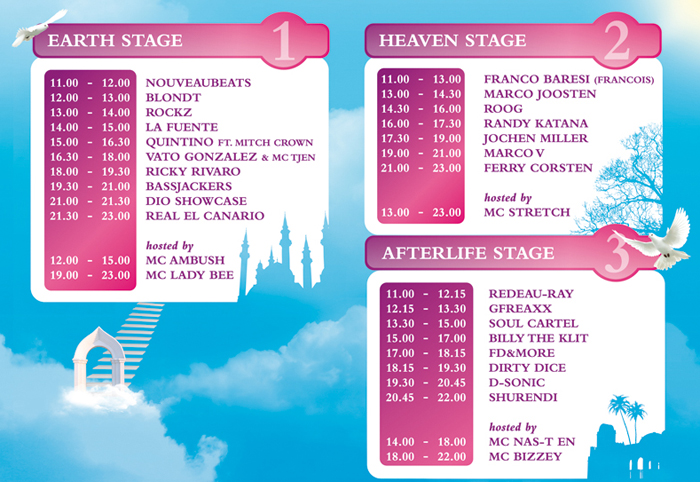 EARTH STAGE 1
11.00 - 12.00 NOUVEAUBEATS
12.00 - 13.00 BLONDT
13.00 - 14.00 ROCKZ
14.00 - 15.00 LA FUENTE
15.00 - 16.30 QUINTINO FT. MITCH CROWN
16.30 - 18.00 VATO GONZALEZ & MC TJEN
18.00 - 19.30 RICKY RIVARO
19.30 - 21.00 BASSJACKERS
21.00 - 21.30 DIO SHOWCASE
21.30 - 23.00 REAL EL CANARIO
hosted by
12.00 - 15.00 MC AMBUSH
19.00 - 23.00 MC LADY BEE
HEAVEN STAGE 2
11.00 - 13.00 FRANCO BARESI (FRANCOIS)
13.00 - 14.30 MARCO JOOSTEN
14.30 - 16.00 ROOG
16.00 - 17.30 RANDY KATANA
17.30 - 19.00 JOCHEN MILLER
19.00 - 21.00 MARCO V
21.00 - 23.00 FERRY CORSTEN
hosted by
13.00 - 23.00 MC STRETCH
AFTERLIFE STAGE 3
11.00 - 12.15 REDEAU-RAY
12.15 - 13.30 GFREAXX
13.30 - 15.00 SOUL CARTEL
15.00 - 17.00 BILLY THE KLIT
17.00 - 18.15 FD&MORE
18.15 - 19.30 DIRTY DICE
19.30 - 20.45 D-SONIC
20.45 - 22.00 SHURENDI
hosted by
14.00 - 18.00 MC NAS-T EN
18.00 - 22.00 MC BIZZEY